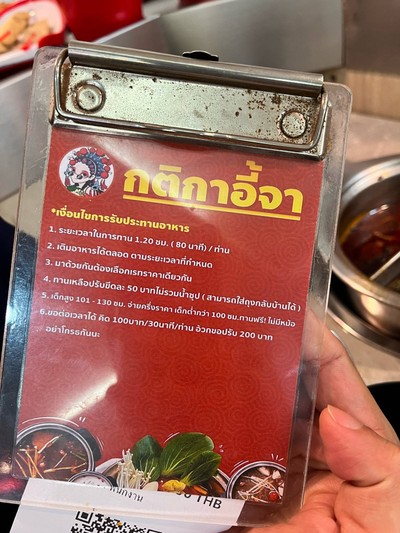 กติกาอี้จา
*เงื่อนไขการรับประทานอาหาร
1. ระยะเวลาในการทาน 1.20 ชม. ( 80 นาที ) / ท่าน
2. เติมอาหารได้ตลอด ตามระยะเวลาที่กำหนด
3. มาด้วยกันต้องเลือกเรทราคาเดียวกัน
4. ทานเหลือปรับขีดละ 50 บาทไม่รวมน้ำซุป ( สามารถใส่ถุงกลับบ้านได้ )
5. เด็กสูง 101 - 130 ซม. จ่ายครึ่งราคา เด็กต่ำกว่า 100 ซม.ทานฟรี! ไม่มีหม้อ
6.ขอต่อเวลาได้ คิด 100บาท/30นาที/ท่าน อ้วกขอปรับ 200 บาท
อย่าโกรธกันนะ
THB